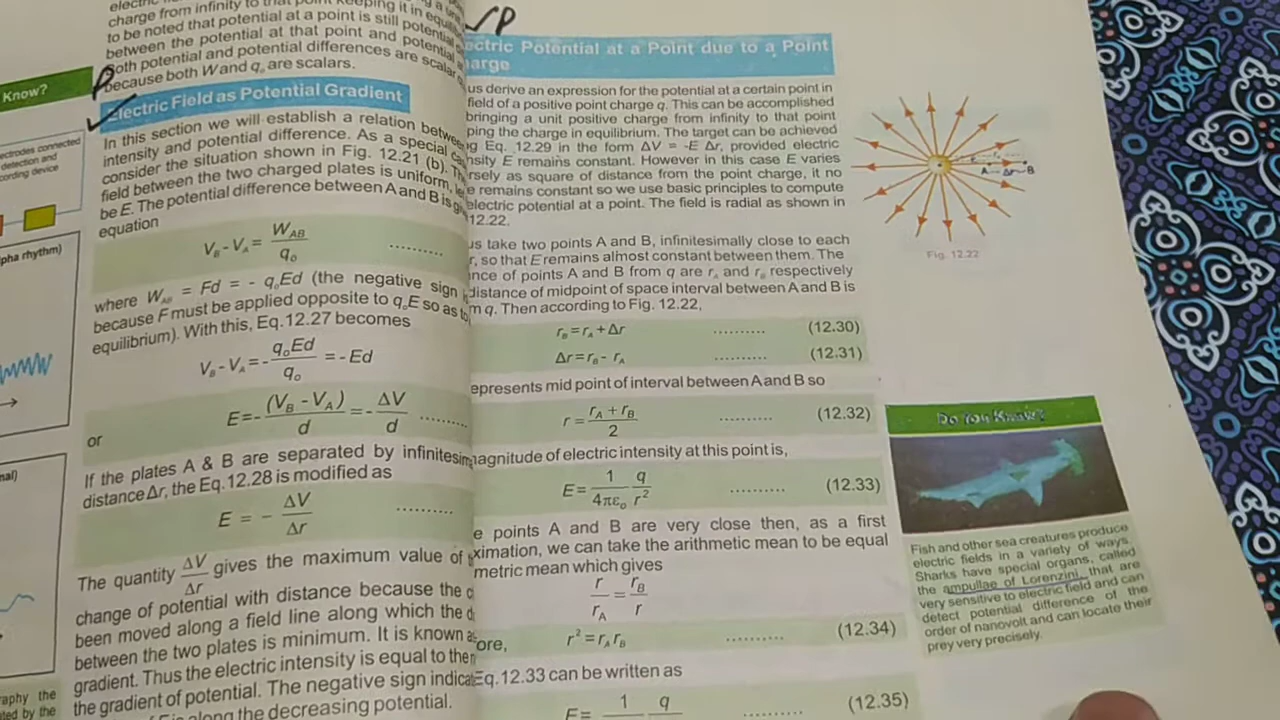 charge from infinity to that point keeping it in
to be noted that potential at a point is still potential
between the potential at that point and potential
Both potential and potential differences are scalar
because both W and q₀ are scalars.
Know?
Electric Field as Potential Gradient
In this section we will establish a relation between
intensity and potential difference. As a special
consider the situation shown in Fig. 12.21 (b).
field between the two charged plates is uniform,
be E. The potential difference between A and B is
equation
V_B - V_A = W_AB / q₀ ..........
where W_AB = Fd = - q₀Ed (the negative sign
because F must be applied opposite to q₀E so as to
equilibrium). With this, Eq. 12.27 becomes
V_B - V_A = - q₀Ed / q₀ = - Ed
or
E = - (V_B - V_A) / d = - ΔV / d ..........
If the plates A & B are separated by
distance Δr, the Eq. 12.28 is modified as
E = - ΔV / Δr ..........
The quantity ΔV / Δr gives the maximum value of
change of potential with distance because the
been moved along a field line along which the
between the two plates is minimum. It is known
gradient. Thus the electric intensity is equal to the
the gradient of potential. The negative sign
along the decreasing potential.
electrodes connected
detection and
device
rhythm)
ectric Potential at a Point due to a Point
arge
us derive an expression for the potential at a certain point in
field of a positive point charge q. This can be accomplished
bringing a unit positive charge from infinity to that point
ping the charge in equilibrium. The target can be achieved
g Eq. 12.29 in the form ΔV = -E Δr, provided electric
nsity E remains constant. However in this case E varies
rsely as square of distance from the point charge, it no
e remains constant so we use basic principles to compute
electric potential at a point. The field is radial as shown in
12.22.
us take two points A and B, infinitesimally close to each
r, so that E remains almost constant between them. The
nce of points A and B from q are r_A and r_B respectively
distance of midpoint of space interval between A and B is
m q. Then according to Fig. 12.22,
r_B = r_A + Δr .......... (12.30)
Δr = r_B - r_A .......... (12.31)
epresents mid point of interval between A and B so
r = (r_A + r_B) / 2 (12.32)
agnitude of electric intensity at this point is,
E = 1 / 4πε₀ q / r² .......... (12.33)
e points A and B are very close then, as a first
ximation, we can take the arithmetic mean to be equal
metric mean which gives
r / r_A = r_B / r
ore, r² = r_A r_B .......... (12.34)
Eq. 12.33 can be written as
E = 1 q .......... (12.35)
A Δr B
Fig. 12.22
Do You Know?
Fish and other sea creatures produce
electric fields in a variety of ways.
Sharks have special organs, called
the ampullae of Lorenzini, that are
very sensitive to electric field and can
detect potential difference of the
order of nanovolt and can locate their
prey very precisely.